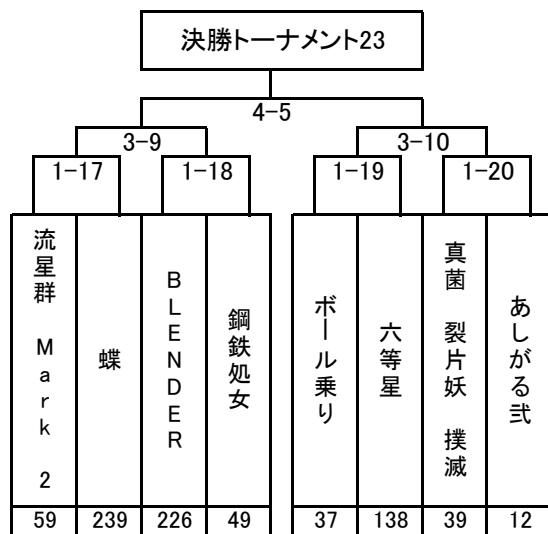 決勝トーナメント23
4-5
3-9
3-10
1-17
1-18
1-19
1-20
流星群 Mark 2
蝶
BLENDER
鋼鉄処女
ボール乗り
六等星
真菌 裂片妖 撲滅
あしがる弐
59
239
226
49
37
138
39
12